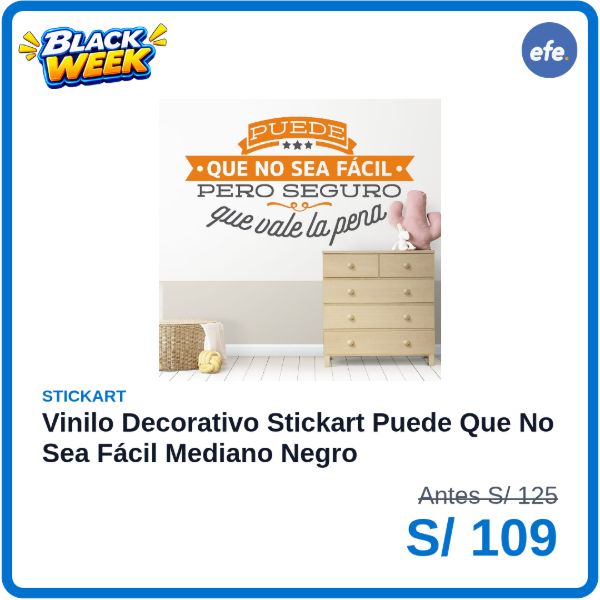 BLACK
WEEK
efe.
PUEDE
QUE NO SEA FÁCIL
PERO SEGURO
que vale la pena
STICKART
Vinilo Decorativo Stickart Puede Que No
Sea Fácil Mediano Negro
Antes S/ 125
S/ 109